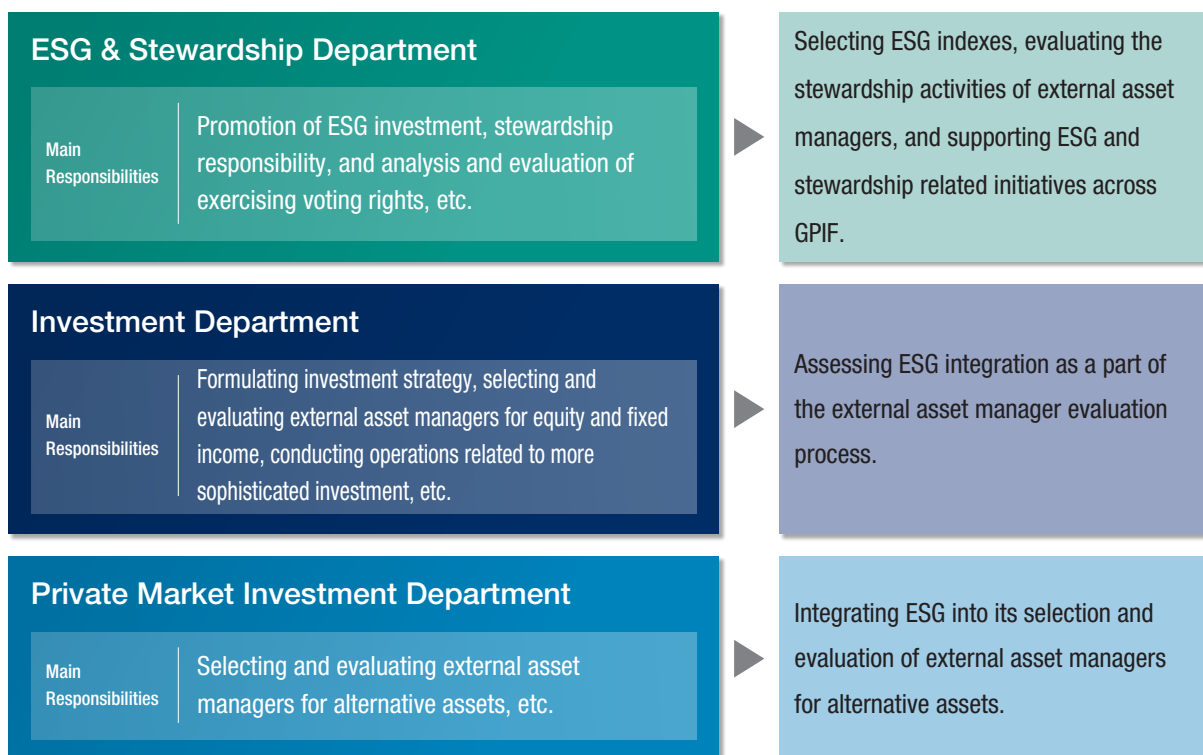 ESG & Stewardship Department
Main
Responsibilities
Promotion of ESG investment, stewardship
responsibility, and analysis and evaluation of
exercising voting rights, etc.
Selecting ESG indexes, evaluating the
stewardship activities of external asset
managers, and supporting ESG and
stewardship related initiatives across
GPIF.
Investment Department
Main
Responsibilities
Formulating investment strategy, selecting and
evaluating external asset managers for equity and fixed
income, conducting operations related to more
sophisticated investment, etc.
Assessing ESG integration as a part of
the external asset manager evaluation
process.
Private Market Investment Department
Main
Responsibilities
Selecting and evaluating external asset
managers for alternative assets, etc.
Integrating ESG into its selection and
evaluation of external asset managers
for alternative assets.